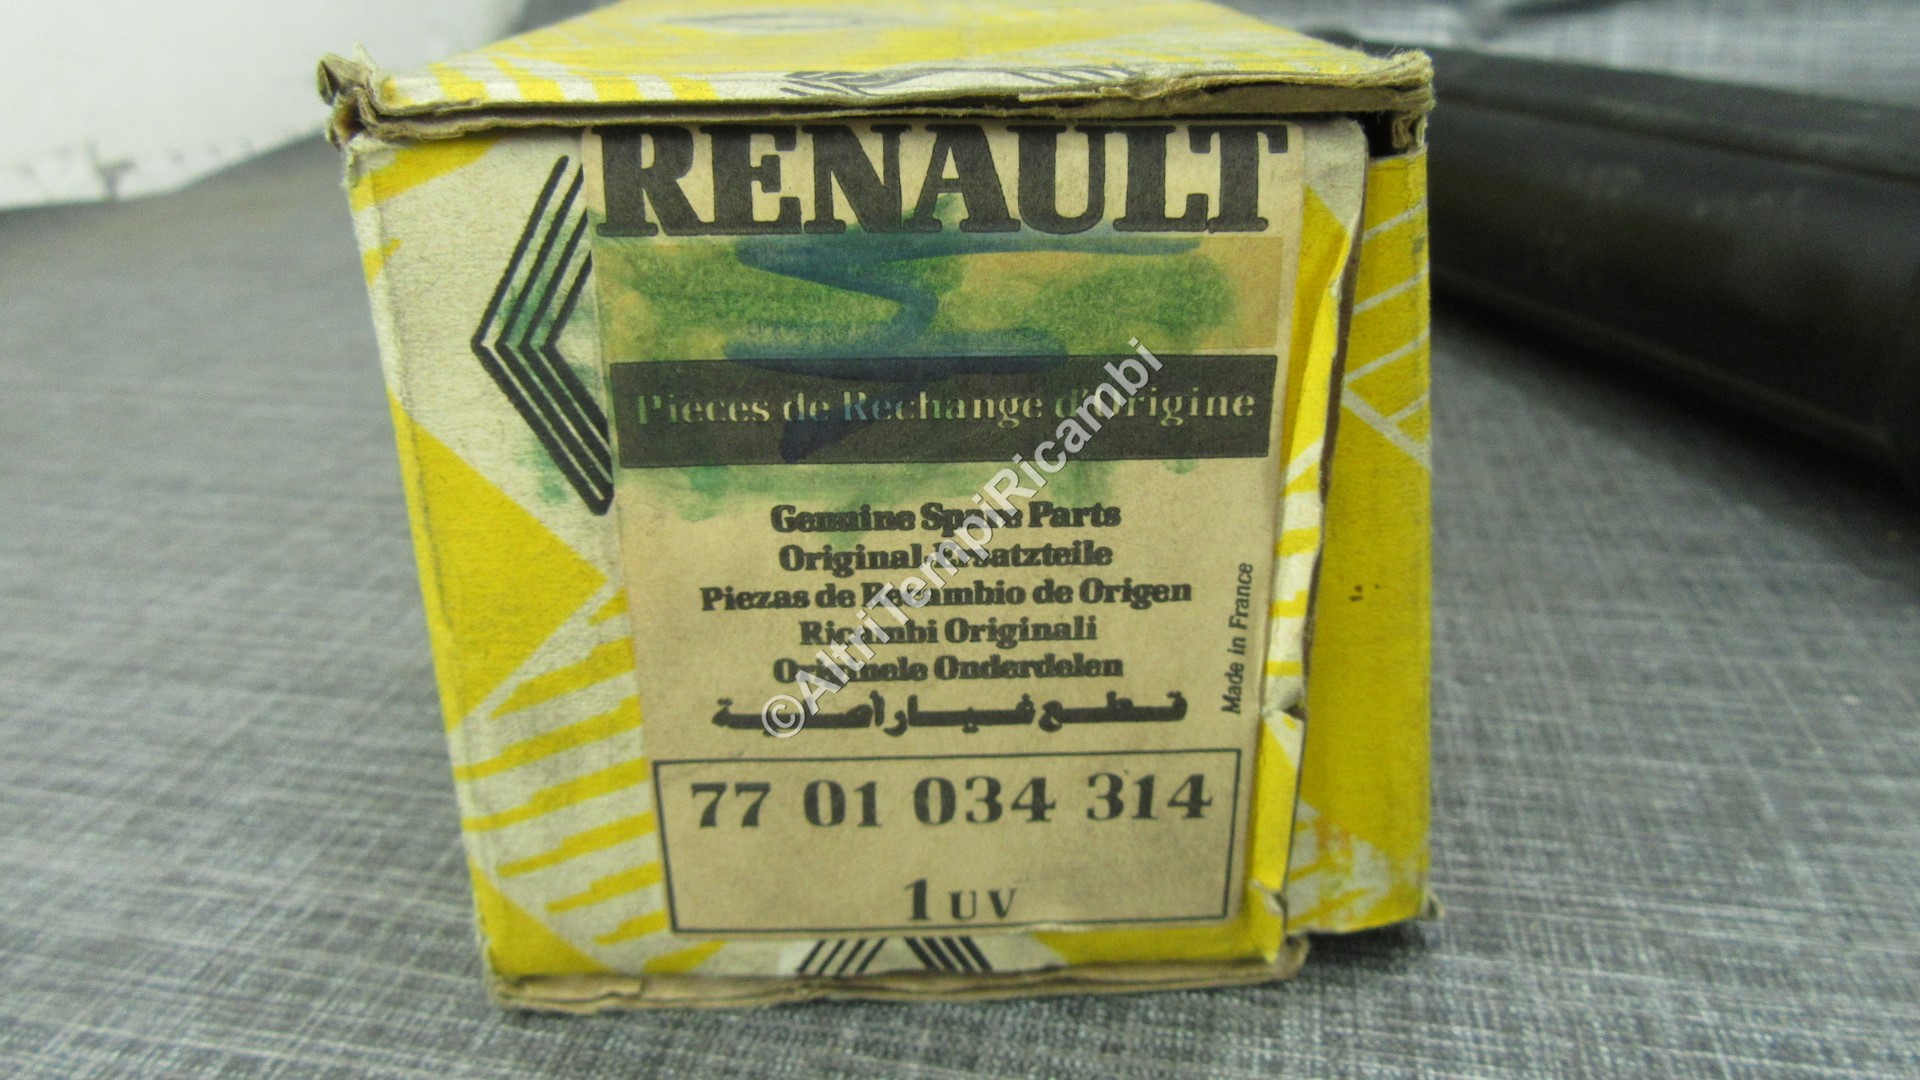 RENAULT
Pieces de Rechange d'Origine
Genuine Spare Parts
Original Ersatzteile
Piezas de Recambio de Origen
Ricambi Originali
Originele Onderdelen
قطع غيار أصلية
Made in France
77 01 034 314
1 UV
©AltriTempiRicambi